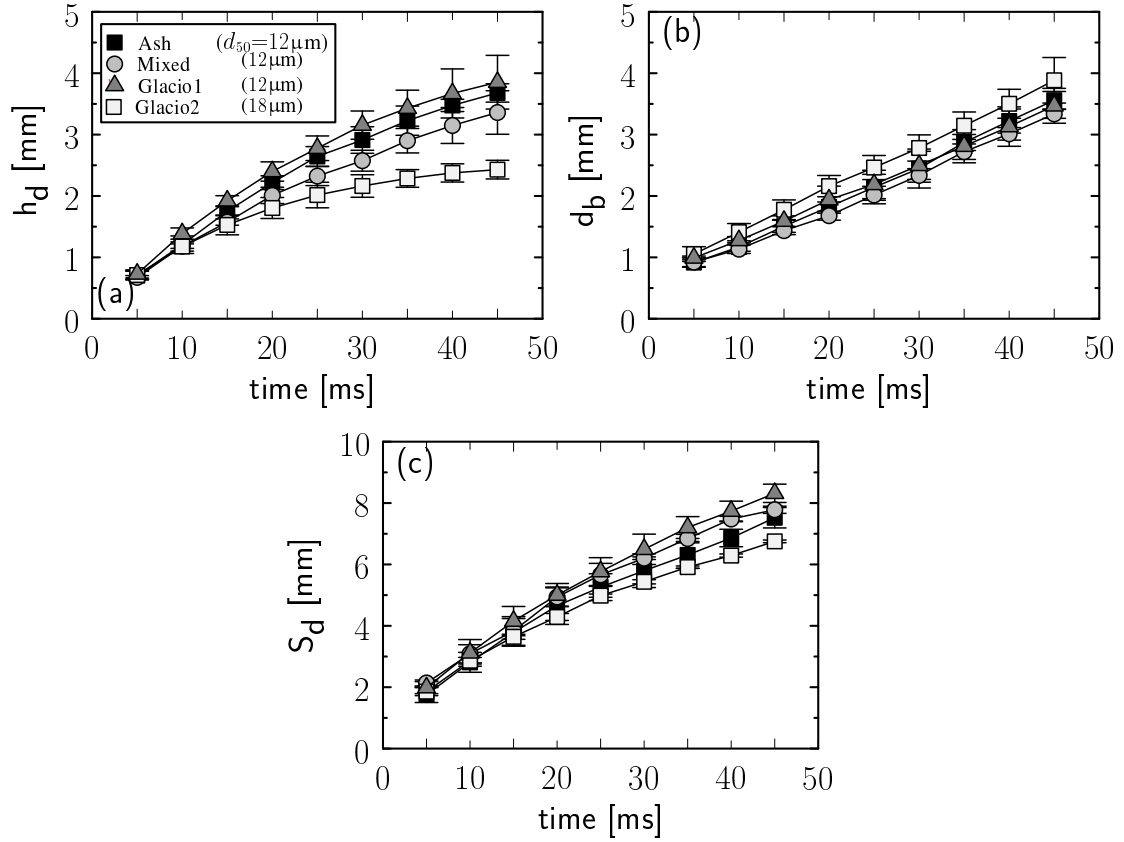 5
4
3
2
1
0
h_d [mm]
Ash (d₅₀=12μm)
Mixed (12μm)
Glacio1 (12μm)
Glacio2 (18μm)
(a)
0 10 20 30 40 50
time [ms]
5
4
3
2
1
0
d_b [mm]
(b)
0 10 20 30 40 50
time [ms]
10
8
6
4
2
0
S_d [mm]
(c)
0 10 20 30 40 50
time [ms]